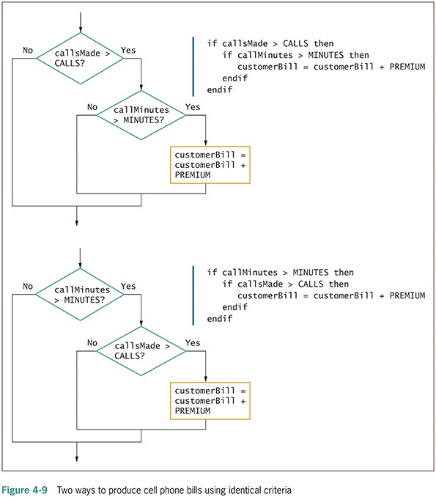 No
callsMade >
CALLS?
Yes
if callsMade > CALLS then
if callMinutes > MINUTES then
customerBill = customerBill + PREMIUM
endif
endif
No
callMinutes
> MINUTES?
Yes
customerBill =
customerBill +
PREMIUM
No
callMinutes
> MINUTES?
Yes
if callMinutes > MINUTES then
if callsMade > CALLS then
customerBill = customerBill + PREMIUM
endif
endif
No
callsMade >
CALLS?
Yes
customerBill =
customerBill +
PREMIUM
Figure 4-9 Two ways to produce cell phone bills using identical criteria